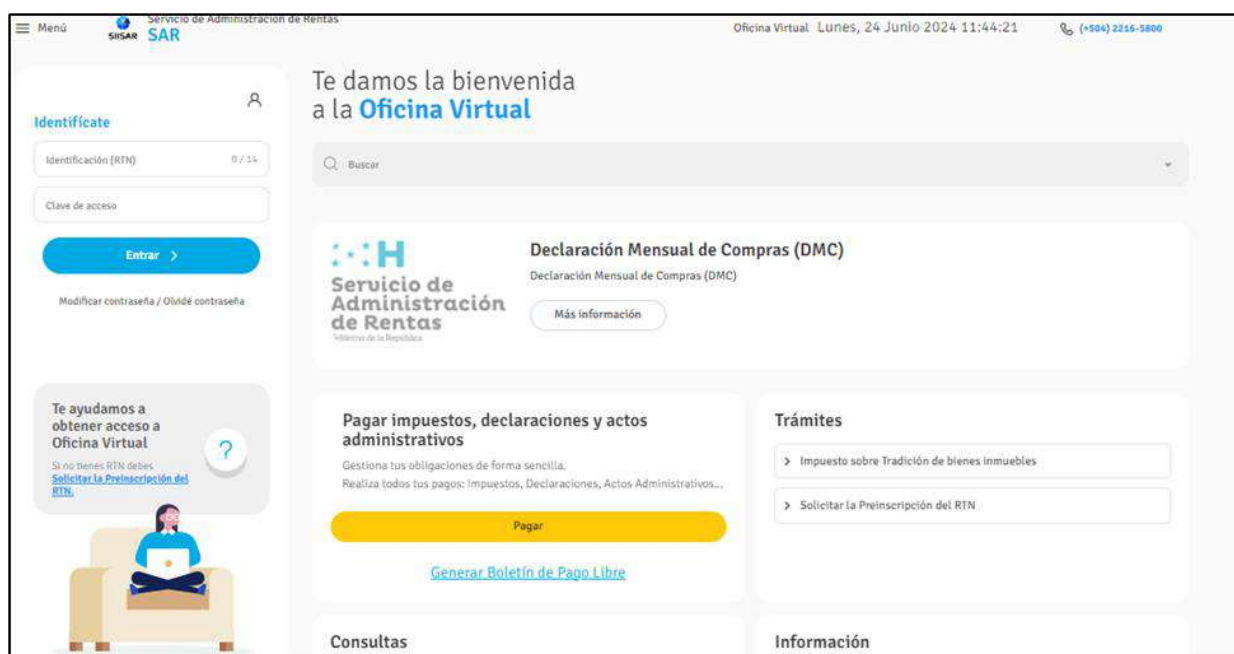 Menú
SIISAR
Servicio de Administración de Rentas
SAR
Oficina Virtual Lunes, 24 Junio 2024 11:44:21
(+504) 2216-5800
Identifícate
Identificación (RTN) 0 / 14
Clave de acceso
Entrar
Modificar contraseña / Olvidé contraseña
Te ayudamos a
obtener acceso a
Oficina Virtual
?
Si no tienes RTN debes
Solicitar la Preinscripción del
RTN.
Te damos la bienvenida
a la Oficina Virtual
Buscar
H
Servicio de
Administración
de Rentas
Gobierno de la República
Declaración Mensual de Compras (DMC)
Declaración Mensual de Compras (DMC)
Más información
Pagar impuestos, declaraciones y actos
administrativos
Gestiona tus obligaciones de forma sencilla.
Realiza todos tus pagos: Impuestos, Declaraciones, Actos Administrativos...
Pagar
Generar Boletín de Pago Libre
Trámites
Impuesto sobre Tradición de bienes inmuebles
Solicitar la Preinscripción del RTN
Consultas
Información